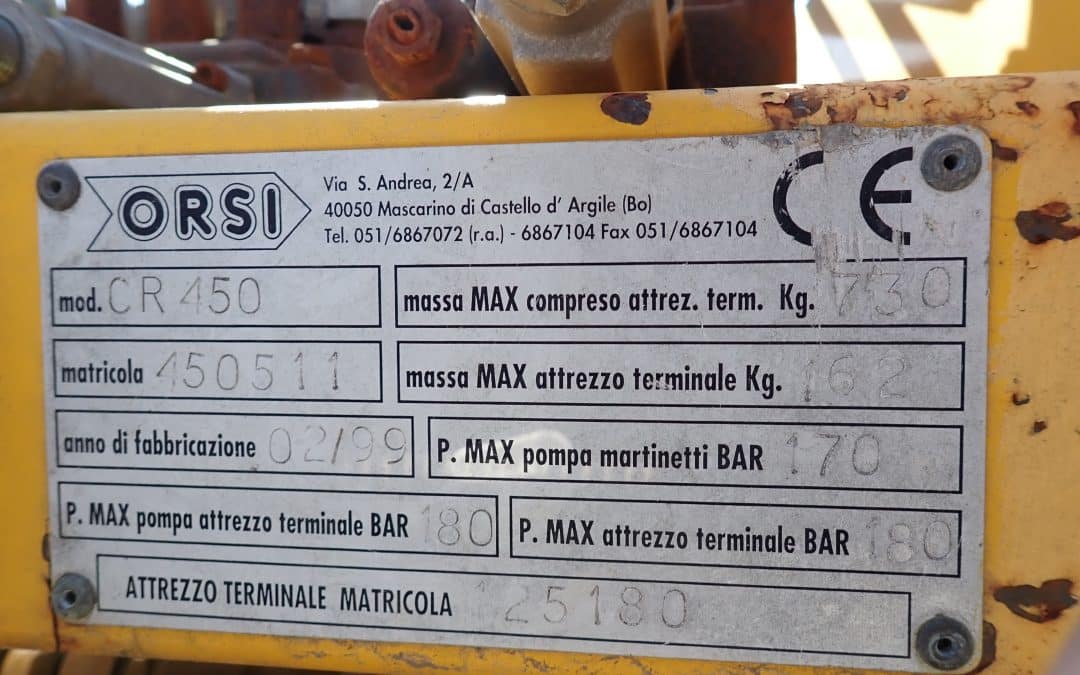 ORSI
Via S. Andrea, 2/A
40050 Mascarino di Castello d' Argile (Bo)
Tel. 051/6867072 (r.a.) - 6867104 Fax 051/6867104
CE
mod. CR 450
massa MAX compreso attrez. term. Kg. 730
matricola 450511
massa MAX attrezzo terminale Kg. 162
anno di fabbricazione 02/99
P. MAX pompa martinetti BAR 170
P. MAX pompa attrezzo terminale BAR 180
P. MAX attrezzo terminale BAR 180
ATTREZZO TERMINALE MATRICOLA 125180